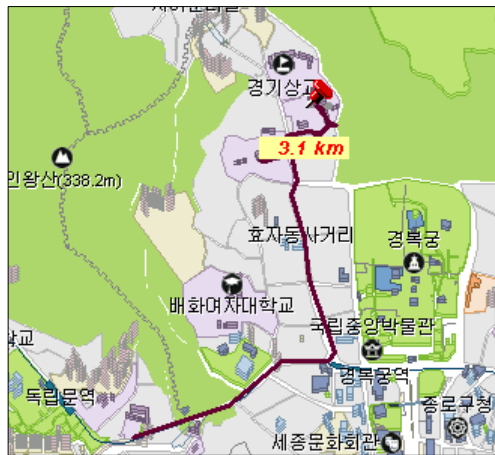 경기상고
3.1 km
인왕산(338.2m)
효자동사거리
경복궁
배화여자대학교
국립중앙박물관
독립문역
경복궁역
종로구청
세종문화회관